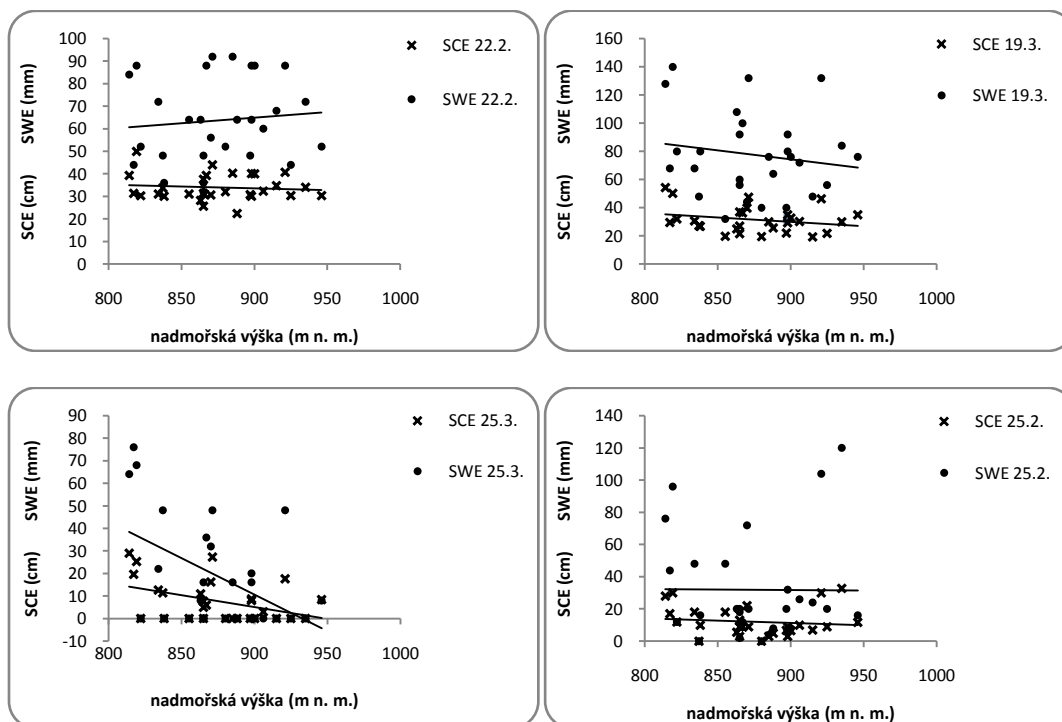 100
90
80
70
60
50
40
30
20
10
0
SCE (cm) SWE (mm)
800 850 900 950 1000
nadmořská výška (m n. m.)
SCE 22.2.
SWE 22.2.
160
140
120
100
80
60
40
20
0
SCE (cm) SWE (mm)
800 850 900 950 1000
nadmořská výška (m n. m.)
SCE 19.3.
SWE 19.3.
90
80
70
60
50
40
30
20
10
0
-10
SCE (cm) SWE (mm)
800 850 900 950 1000
nadmořská výška (m n. m.)
SCE 25.3.
SWE 25.3.
140
120
100
80
60
40
20
0
SCE (cm) SWE (mm)
800 850 900 950 1000
nadmořská výška (m n. m.)
SCE 25.2.
SWE 25.2.